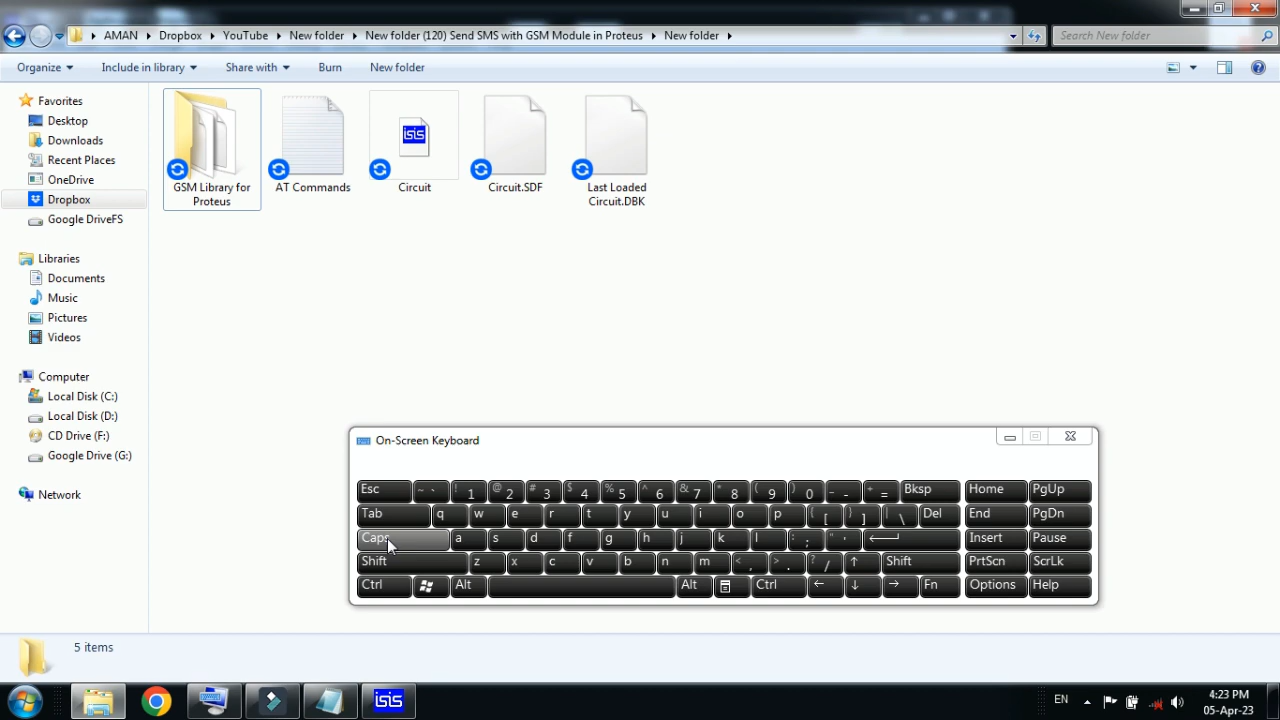 AMAN Dropbox YouTube New folder New folder (120) Send SMS with GSM Module in Proteus New folder Search New folder
Organize Include in library Share with Burn New folder
Favorites
Desktop
Downloads
Recent Places
OneDrive
Dropbox
Google DriveFS
Libraries
Documents
Music
Pictures
Videos
Computer
Local Disk (C:)
Local Disk (D:)
CD Drive (F:)
Google Drive (G:)
Network
GSM Library for
Proteus
AT Commands
isis
Circuit
Circuit.SDF
Last Loaded
Circuit.DBK
On-Screen Keyboard
Esc ~ ` ! 1 @ 2 # 3 $ 4 % 5 ^ 6 & 7 * 8 ( 9 ) 0 _ - + = Bksp Home PgUp
Tab q w e r t y u i o p { [ } ] | \ Del End PgDn
Caps a s d f g h j k l : ; " ' Insert Pause
Shift z x c v b n m < , > . ? / ↑ Shift PrtScn ScrLk
Ctrl Alt Alt Ctrl ← ↓ → Fn Options Help
5 items
isis
EN
4:23 PM
05-Apr-23